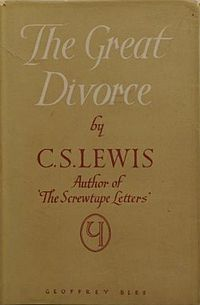 The Great
Divorce
by
C.S.LEWIS
Author of
'The Screwtape Letters'
GEOFFREY BLES